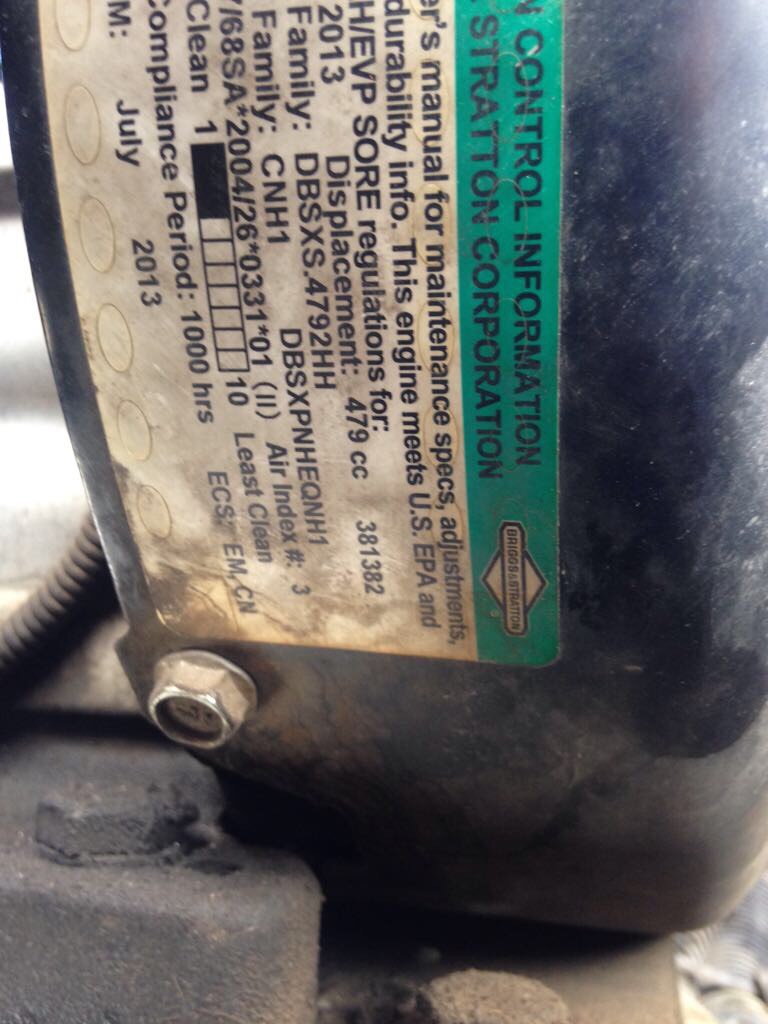 N CONTROL INFORMATION
STRATTON CORPORATION
BRIGGS&STRATTON
er's manual for maintenance specs, adjustments,
durability info. This engine meets U.S. EPA and
H/EVP SORE regulations for:
2013 Displacement: 479 cc 381382
Family: DBSXS.4792HH
Family: CNH1 DBSXPNHEQNH1
7/68SA*2004/26*0331*01 (II) Air Index #: 3
Clean 1 10 Least Clean
Compliance Period: 1000 hrs ECS: EM, CN
M: July 2013